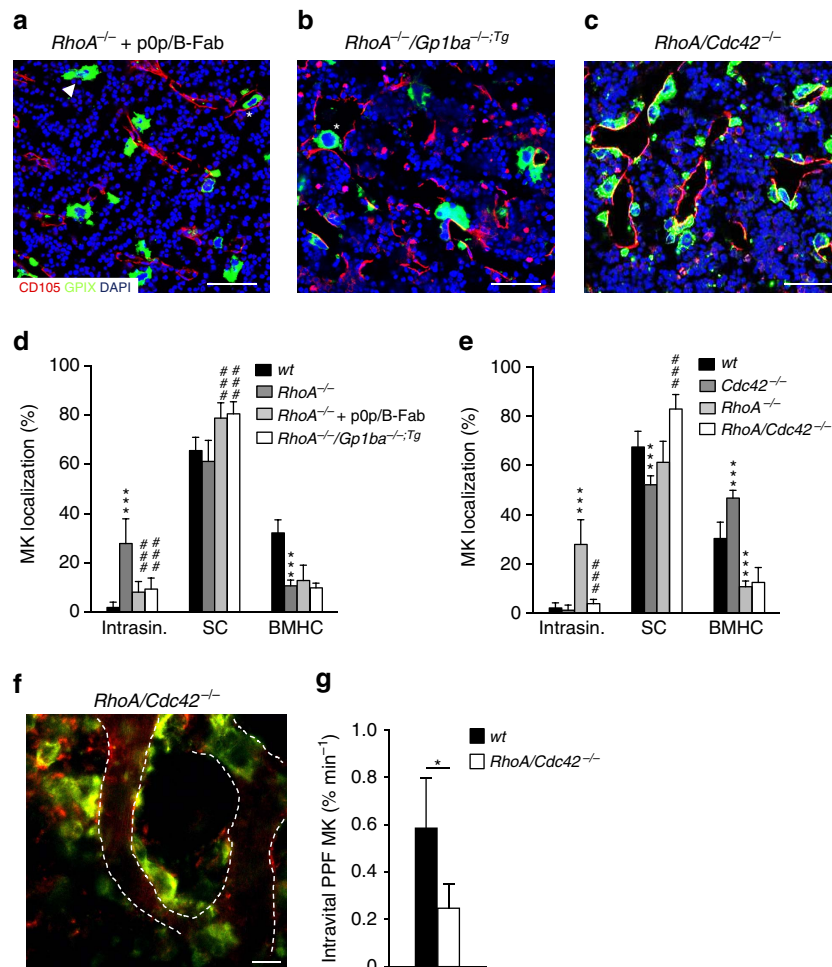 a
RhoA–/– + p0p/B-Fab
*
CD105 GPIX DAPI
b
RhoA–/–/Gp1ba–/–;Tg
*
c
RhoA/Cdc42–/–
d
100
80
60
40
20
0
MK localization (%)
***
###
###
###
###
***
Intrasin. SC BMHC
wt
RhoA–/–
RhoA–/– + p0p/B-Fab
RhoA–/–/Gp1ba–/–;Tg
e
100
80
60
40
20
0
MK localization (%)
***
###
***
###
***
***
Intrasin. SC BMHC
wt
Cdc42–/–
RhoA–/–
RhoA/Cdc42–/–
f
RhoA/Cdc42–/–
g
1.0
0.8
0.6
0.4
0.2
0
Intravital PPF MK (% min–1)
*
wt
RhoA/Cdc42–/–